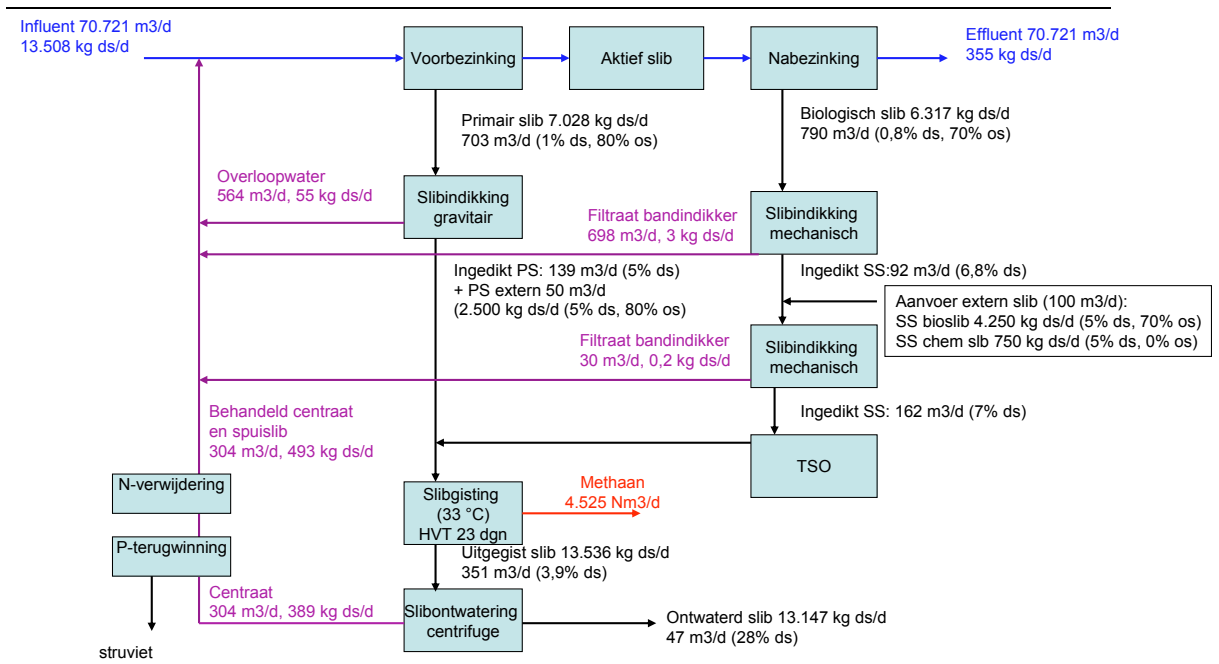 Influent 70.721 m3/d
13.508 kg ds/d
Voorbezinking
Aktief slib
Nabezinking
Effluent 70.721 m3/d
355 kg ds/d
Primair slib 7.028 kg ds/d
703 m3/d (1% ds, 80% os)
Biologisch slib 6.317 kg ds/d
790 m3/d (0,8% ds, 70% os)
Overloopwater
564 m3/d, 55 kg ds/d
Slibindikking
gravitair
Filtraat bandindikker
698 m3/d, 3 kg ds/d
Slibindikking
mechanisch
Ingedikt PS: 139 m3/d (5% ds)
+ PS extern 50 m3/d
(2.500 kg ds/d (5% ds, 80% os)
Ingedikt SS:92 m3/d (6,8% ds)
Aanvoer extern slib (100 m3/d):
SS bioslib 4.250 kg ds/d (5% ds, 70% os)
SS chem slb 750 kg ds/d (5% ds, 0% os)
Filtraat bandindikker
30 m3/d, 0,2 kg ds/d
Slibindikking
mechanisch
Ingedikt SS: 162 m3/d (7% ds)
Behandeld centraat
en spuislib
304 m3/d, 493 kg ds/d
TSO
N-verwijdering
Slibgisting
(33 °C)
HVT 23 dgn
Methaan
4.525 Nm3/d
P-terugwinning
Uitgegist slib 13.536 kg ds/d
351 m3/d (3,9% ds)
Centraat
304 m3/d, 389 kg ds/d
Slibontwatering
centrifuge
Ontwaterd slib 13.147 kg ds/d
47 m3/d (28% ds)
struviet